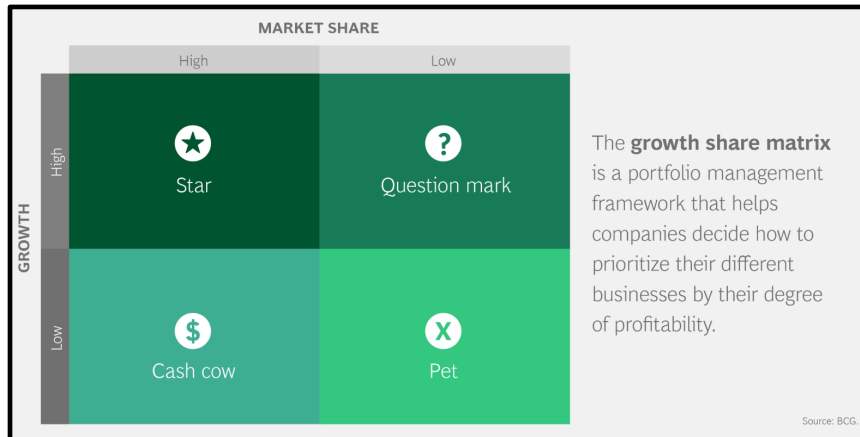 MARKET SHARE
High
Low
GROWTH
High
Low
★
Star
?
Question mark
$
Cash cow
X
Pet
The growth share matrix
is a portfolio management
framework that helps
companies decide how to
prioritize their different
businesses by their degree
of profitability.
Source: BCG.